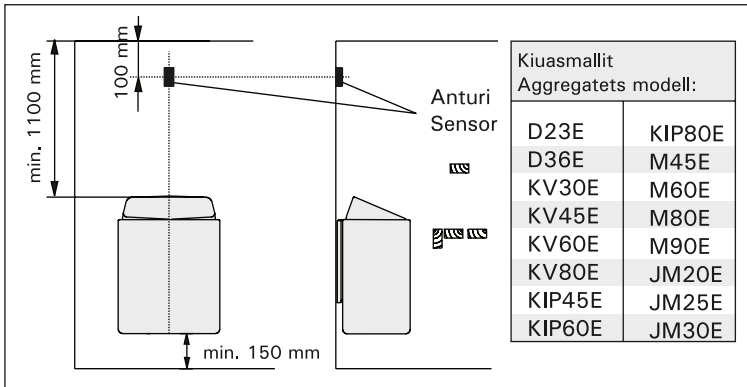 100 mm
min. 1100 mm
Anturi
Sensor
min. 150 mm
Kiuasmallit
Aggregatets modell:
D23E KIP80E
D36E M45E
KV30E M60E
KV45E M80E
KV60E M90E
KV80E JM20E
KIP45E JM25E
KIP60E JM30E